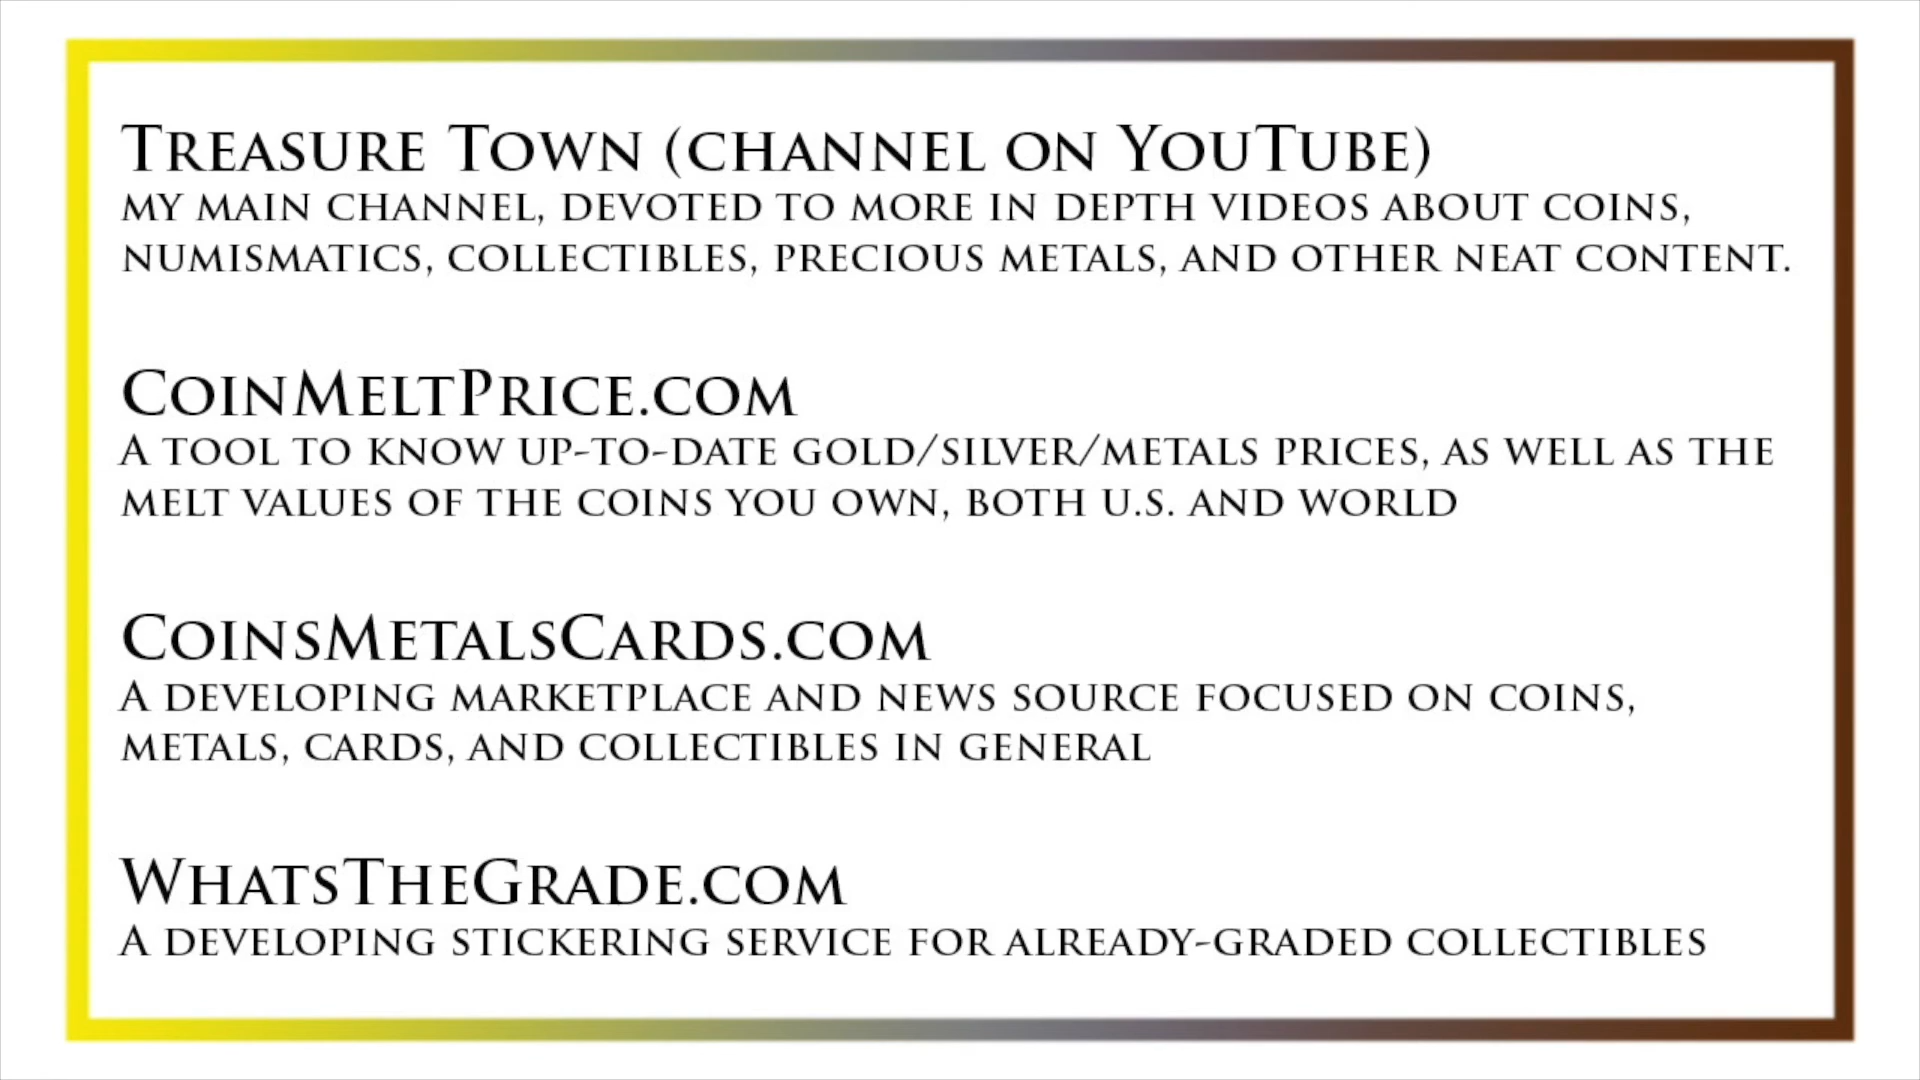 Treasure Town (channel on YouTube)
my main channel, devoted to more in depth videos about coins,
numismatics, collectibles, precious metals, and other neat content.
CoinMeltPrice.com
A tool to know up-to-date gold/silver/metals prices, as well as the
melt values of the coins you own, both U.S. and world
CoinsMetalsCards.com
A developing marketplace and news source focused on coins,
metals, cards, and collectibles in general
WhatsTheGrade.com
A developing stickering service for already-graded collectibles